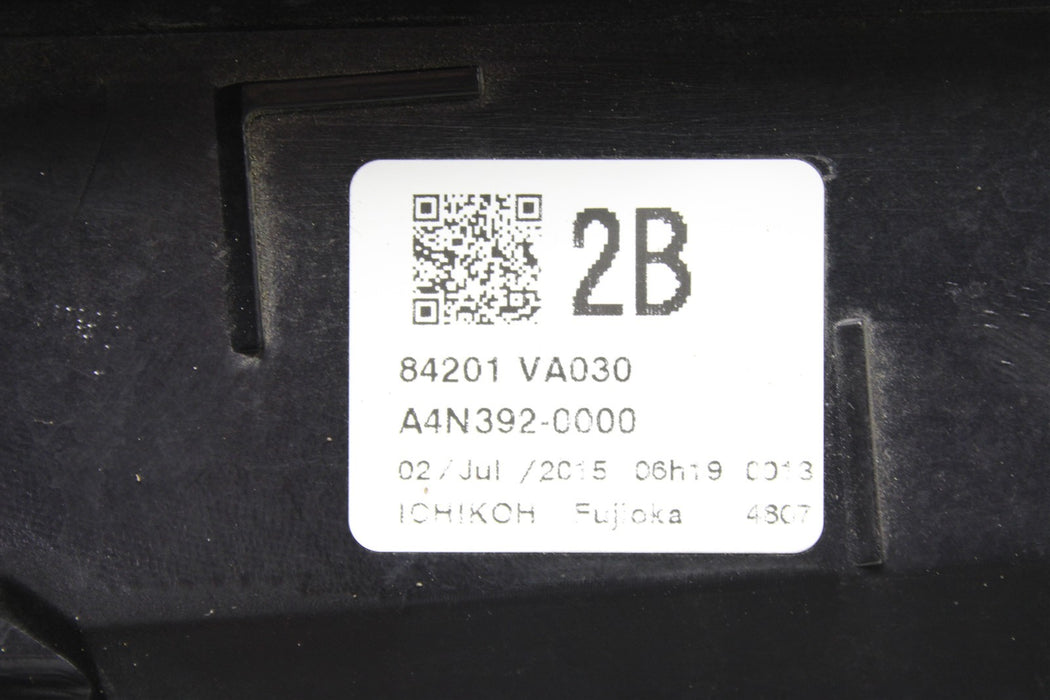 2B
84201 VA030
A4N392-0000
02/Jul /2015 06h19 0013
ICHIKOH Fujioka 4807